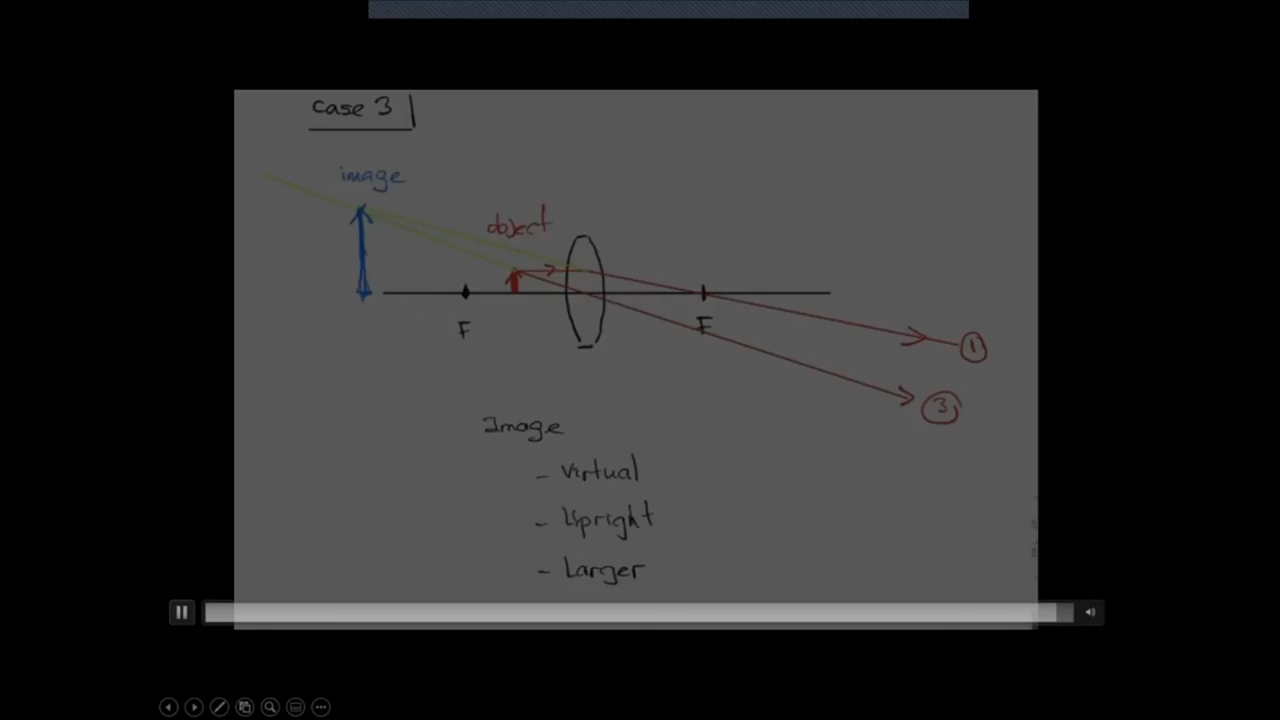 Case 3
image
object
F
F
1
3
Image
- Virtual
- Upright
- Larger